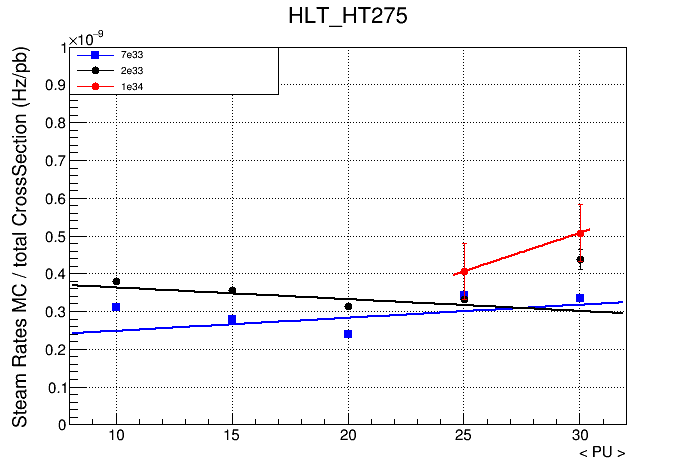 HLT_HT275
×10⁻⁹
Steam Rates MC / total CrossSection (Hz/pb)
1
0.9
0.8
0.7
0.6
0.5
0.4
0.3
0.2
0.1
0
7e33
2e33
1e34
10 15 20 25 30
< PU >